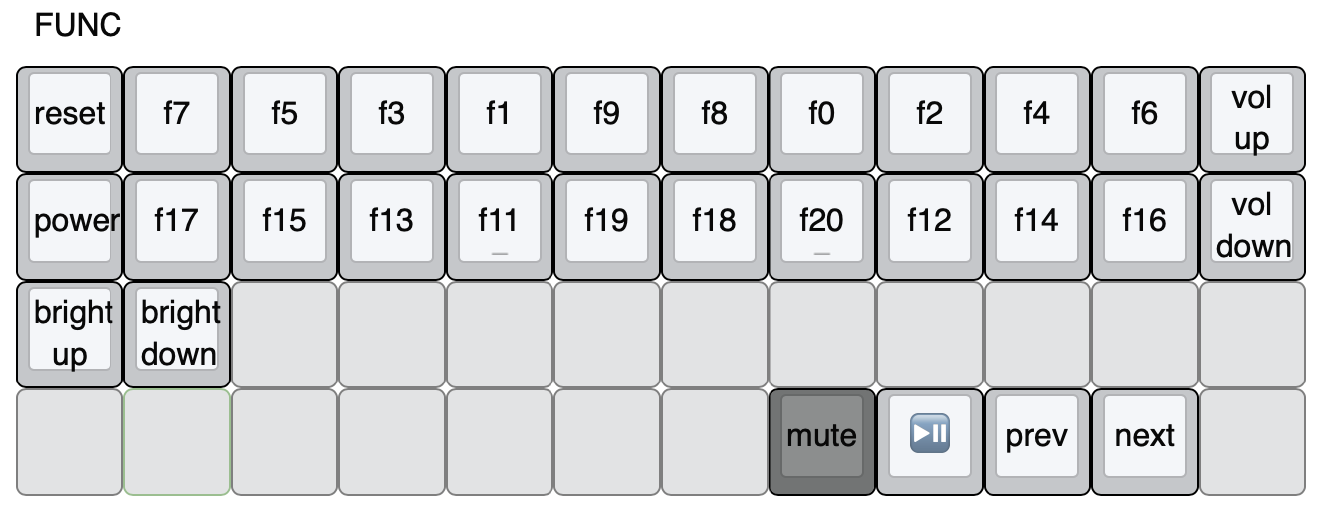 FUNC
reset f7 f5 f3 f1 f9 f8 f0 f2 f4 f6 vol up
power f17 f15 f13 f11 f19 f18 f20 f12 f14 f16 vol down
bright up bright down
mute ⏯ prev next